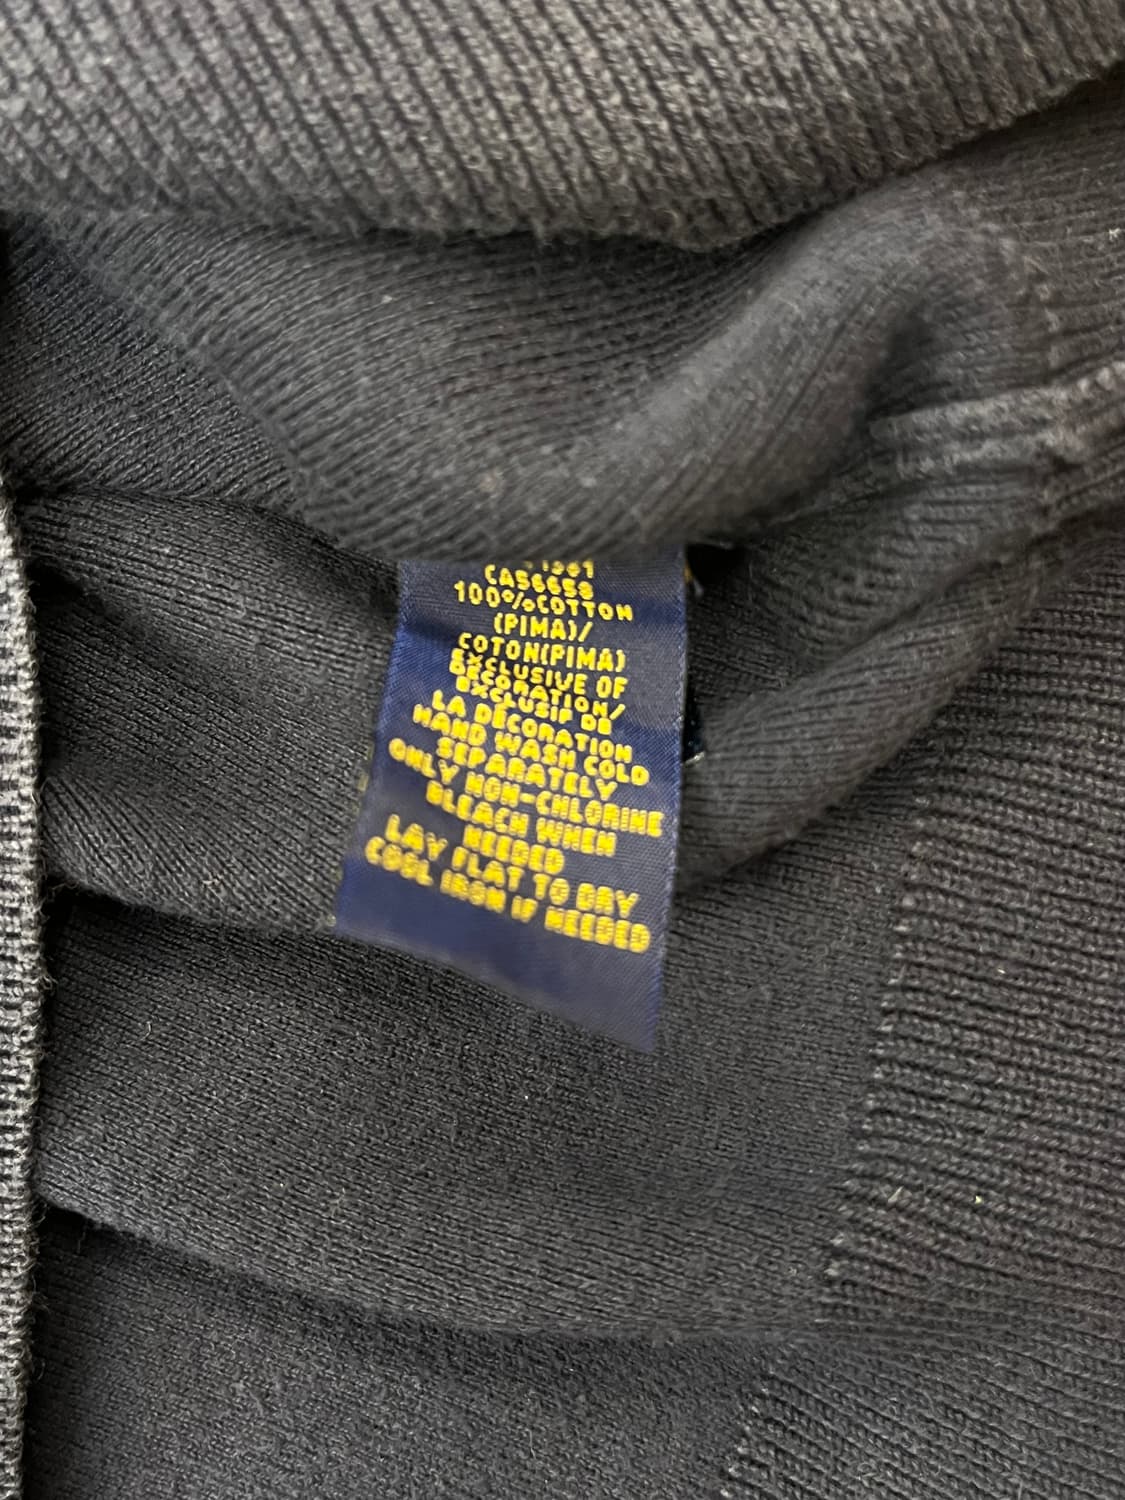 CA56658
100%COTTON
(PIMA)/
COTON(PIMA)
EXCLUSIVE OF
DECORATION/
EXCLUSIF DE
LA DÉCORATION
HAND WASH COLD
SEPARATELY
ONLY NON-CHLORINE
BLEACH WHEN
NEEDED
LAY FLAT TO DRY
COOL IRON IF NEEDED